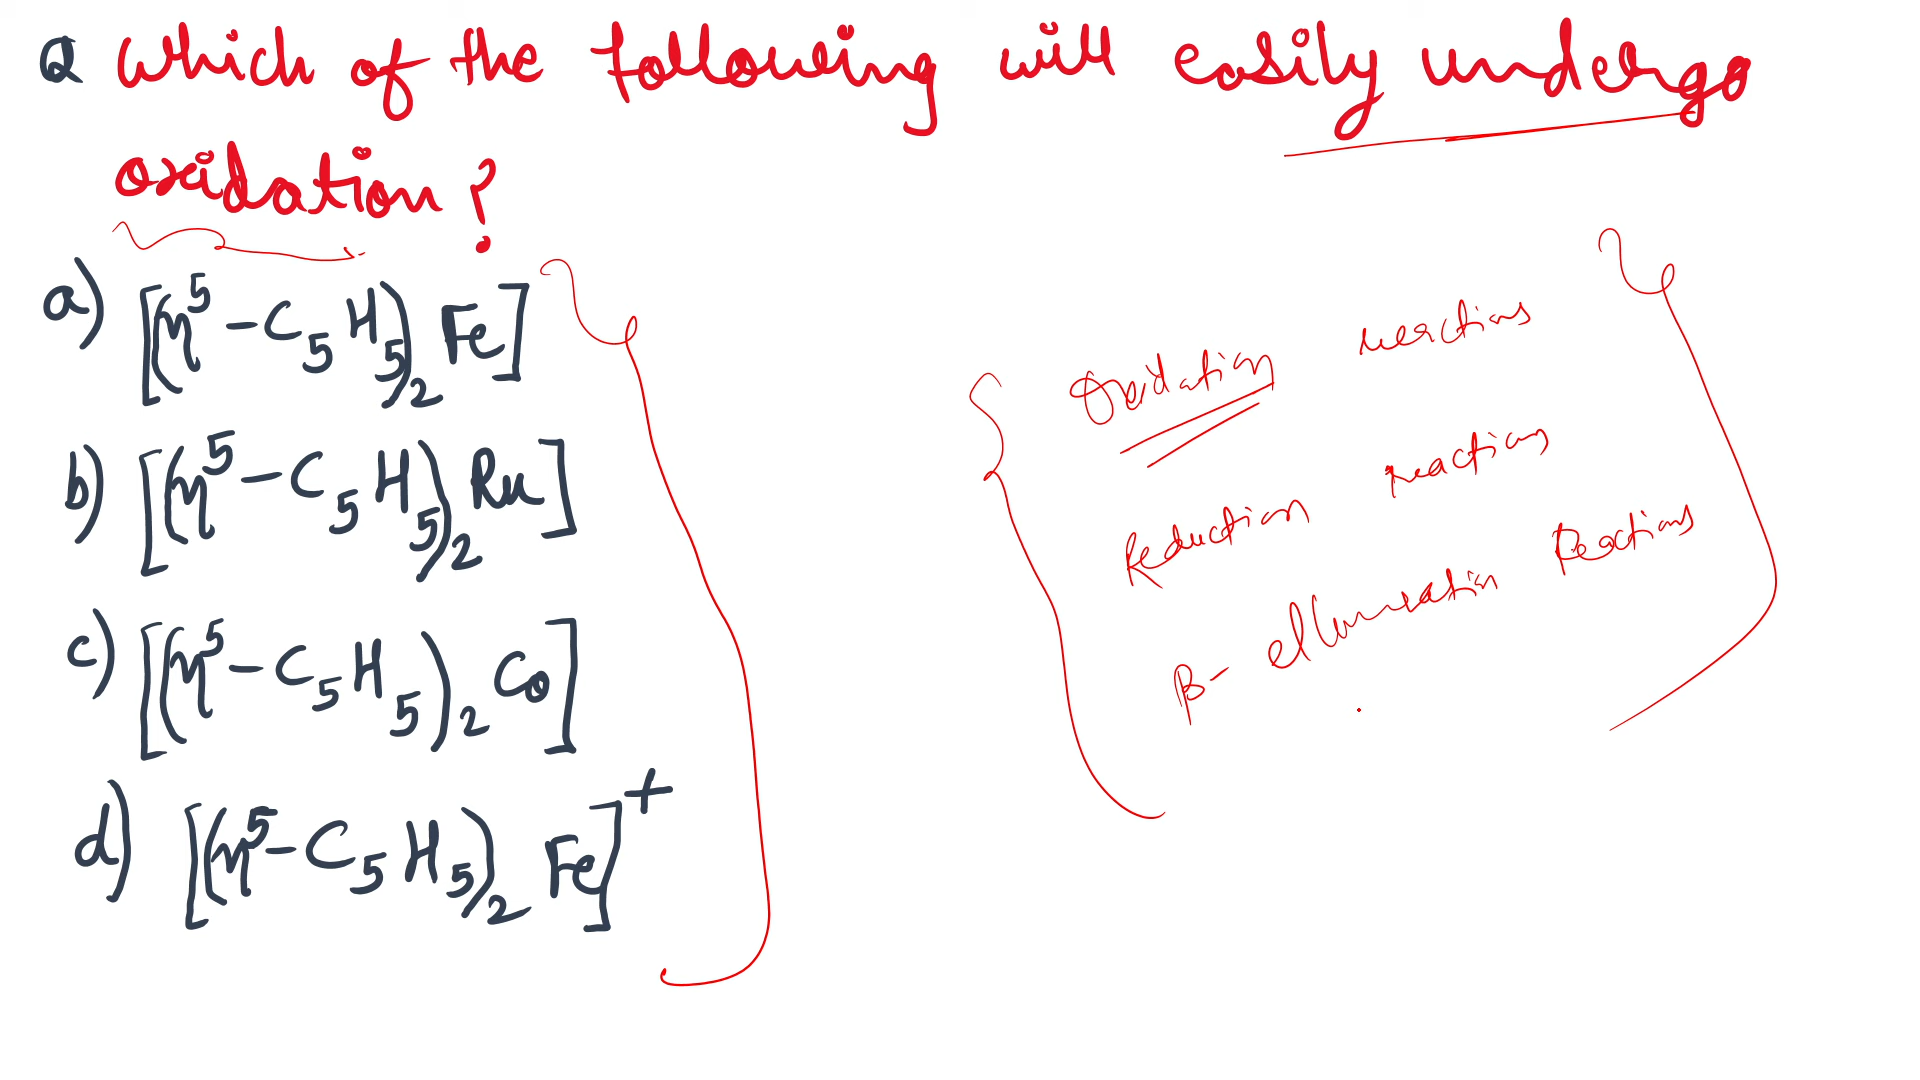 Q Which of the following will easily undergo
oxidation?
a) [(η⁵-C₅H₅)₂Fe]
b) [(η⁵-C₅H₅)₂Ru]
c) [(η⁵-C₅H₅)₂Co]
d) [(η⁵-C₅H₅)₂Fe]⁺
Oxidation reactions
Reduction reactions
β- Reactions